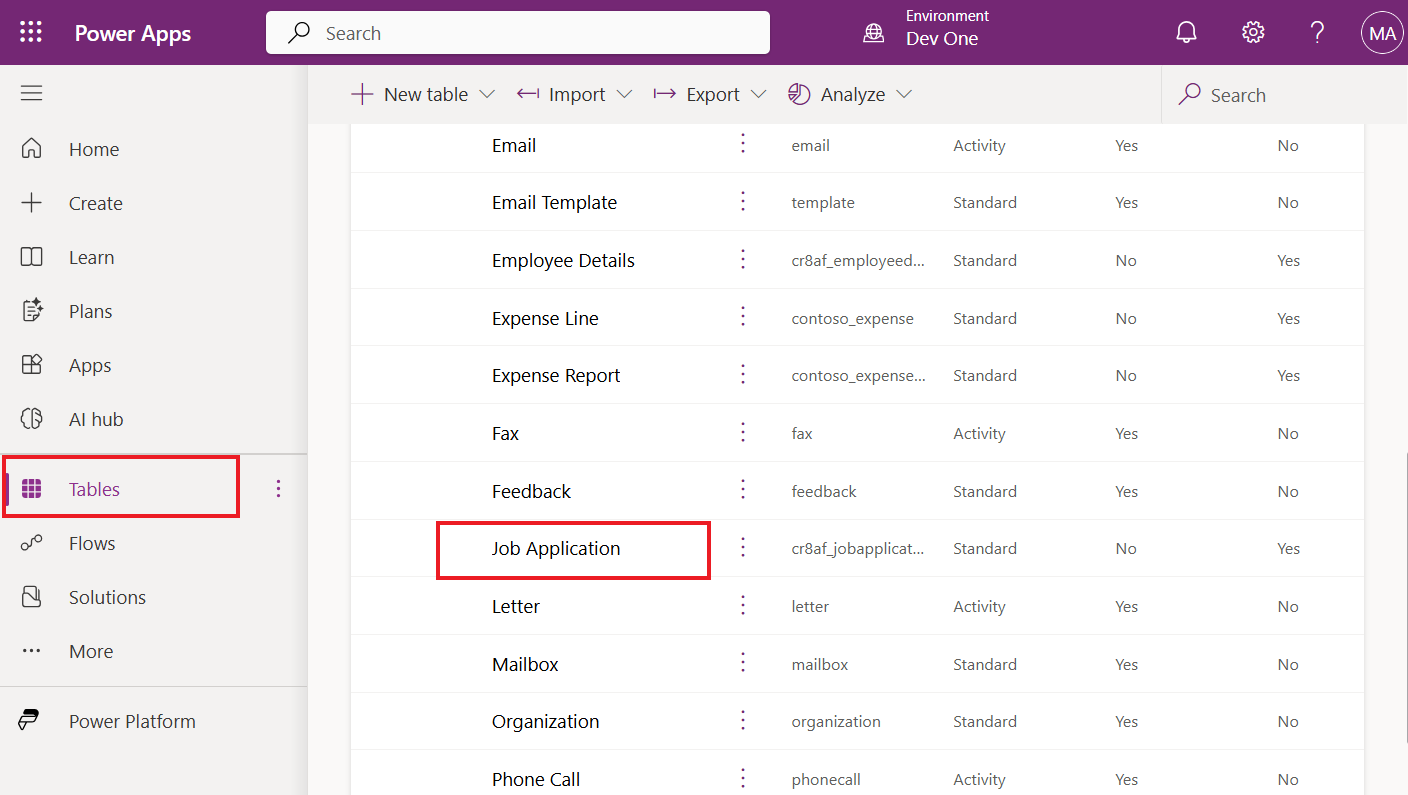 Power Apps
Search
Environment
Dev One
MA
New table
Import
Export
Analyze
Search
Home
Create
Learn
Plans
Apps
AI hub
Tables
Flows
Solutions
More
Power Platform
Email email Activity Yes No
Email Template template Standard Yes No
Employee Details cr8af_employeed... Standard No Yes
Expense Line contoso_expense Standard No Yes
Expense Report contoso_expense... Standard No Yes
Fax fax Activity Yes No
Feedback feedback Standard Yes No
Job Application cr8af_jobapplicat... Standard No Yes
Letter letter Activity Yes No
Mailbox mailbox Standard Yes No
Organization organization Standard Yes No
Phone Call phonecall Activity Yes No